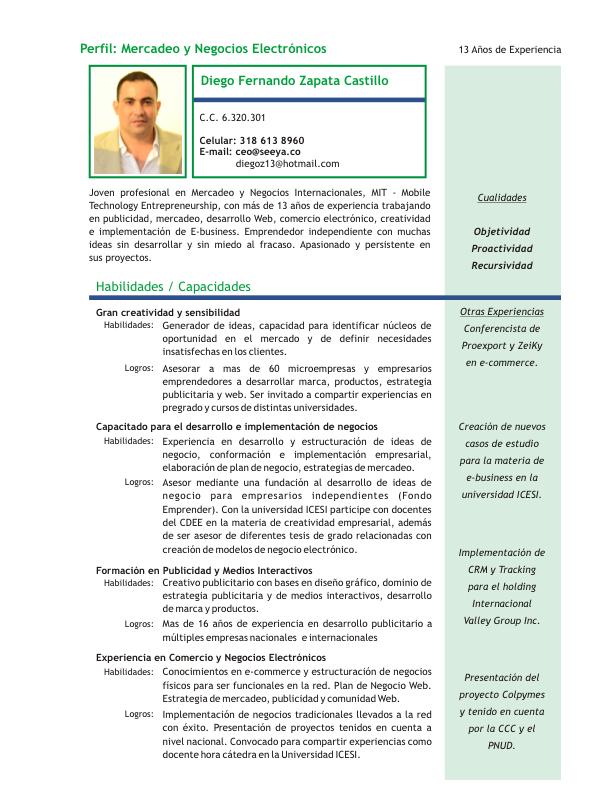 Perfil: Mercadeo y Negocios Electrónicos
13 Años de Experiencia
Diego Fernando Zapata Castillo
C.C. 6.320.301
Celular: 318 613 8960
E-mail: ceo@seeya.co
diegoz13@hotmail.com
Joven profesional en Mercadeo y Negocios Internacionales, MIT - Mobile
Technology Entrepreneurship, con más de 13 años de experiencia trabajando
en publicidad, mercadeo, desarrollo Web, comercio electrónico, creatividad
e implementación de E-business. Emprendedor independiente con muchas
ideas sin desarrollar y sin miedo al fracaso. Apasionado y persistente en
sus proyectos.
Cualidades
Objetividad
Proactividad
Recursividad
Habilidades / Capacidades
Gran creatividad y sensibilidad
Habilidades: Generador de ideas, capacidad para identificar núcleos de
oportunidad en el mercado y de definir necesidades
insatisfechas en los clientes.
Logros: Asesorar a mas de 60 microempresas y empresarios
emprendedores a desarrollar marca, productos, estrategia
publicitaria y web. Ser invitado a compartir experiencias en
pregrado y cursos de distintas universidades.
Capacitado para el desarrollo e implementación de negocios
Habilidades: Experiencia en desarrollo y estructuración de ideas de
negocio, conformación e implementación empresarial,
elaboración de plan de negocio, estrategias de mercadeo.
Logros: Asesor mediante una fundación al desarrollo de ideas de
negocio para empresarios independientes (Fondo
Emprender). Con la universidad ICESI participe con docentes
del CDEE en la materia de creatividad empresarial, además
de ser asesor de diferentes tesis de grado relacionadas con
creación de modelos de negocio electrónico.
Formación en Publicidad y Medios Interactivos
Habilidades: Creativo publicitario con bases en diseño gráfico, dominio de
estrategia publicitaria y de medios interactivos, desarrollo
de marca y productos.
Logros: Mas de 16 años de experiencia en desarrollo publicitario a
múltiples empresas nacionales e internacionales
Experiencia en Comercio y Negocios Electrónicos
Habilidades: Conocimientos en e-commerce y estructuración de negocios
físicos para ser funcionales en la red. Plan de Negocio Web.
Estrategia de mercadeo, publicidad y comunidad Web.
Logros: Implementación de negocios tradicionales llevados a la red
con éxito. Presentación de proyectos tenidos en cuenta a
nivel nacional. Convocado para compartir experiencias como
docente hora cátedra en la Universidad ICESI.
Otras Experiencias
Conferencista de
Proexport y ZeiKy
en e-commerce.
Creación de nuevos
casos de estudio
para la materia de
e-business en la
universidad ICESI.
Implementación de
CRM y Tracking
para el holding
Internacional
Valley Group Inc.
Presentación del
proyecto Colpymes
y tenido en cuenta
por la CCC y el
PNUD.